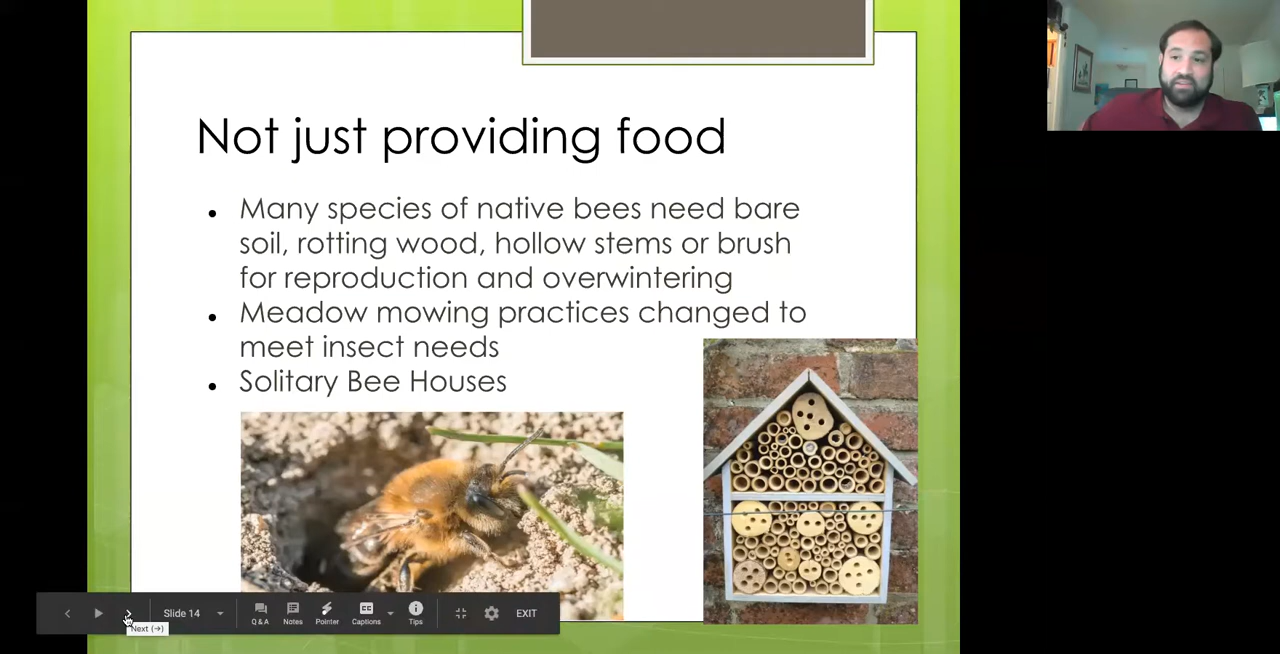 Not just providing food
Many species of native bees need bare
soil, rotting wood, hollow stems or brush
for reproduction and overwintering
Meadow mowing practices changed to
meet insect needs
Solitary Bee Houses
Slide 14
Q & A
Notes
Pointer
CC
Captions
Tips
EXIT
Next (→)